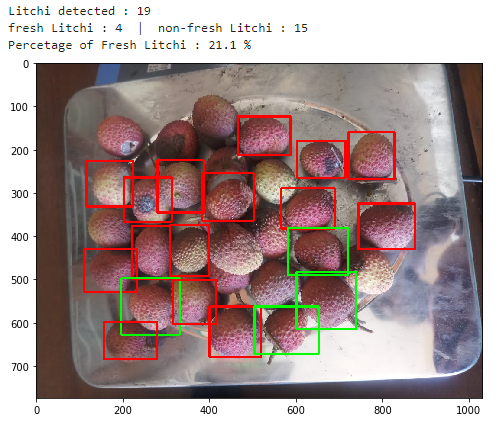 Litchi detected : 19
fresh Litchi : 4 | non-fresh Litchi : 15
Percetage of Fresh Litchi : 21.1 %
0
100
200
300
400
500
600
700
0 200 400 600 800 1000